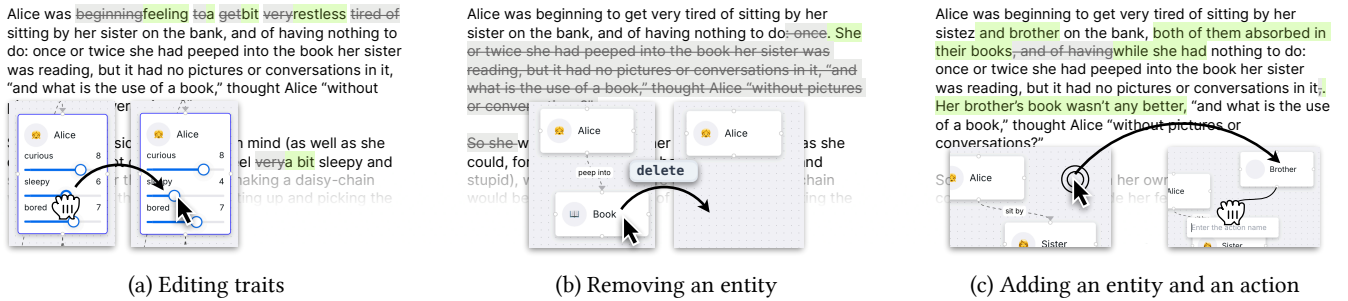 Alice was beginningfeeling toa getbit veryrestless tired of
sitting by her sister on the bank, and of having nothing to
do: once or twice she had peeped into the book her sister
was reading, but it had no pictures or conversations in it,
“and what is the use of a book,” thought Alice “without
mind (as well as she
verya bit sleepy and
making a daisy-chain
up and picking the
Alice
curious 8
sleepy 6
bored 7
Alice
curious 8
sleepy 4
bored 7
(a) Editing traits
Alice was beginning to get very tired of sitting by her
sister on the bank, and of having nothing to do: once. She
or twice she had peeped into the book her sister was
reading, but it had no pictures or conversations in it, “and
what is the use of a book,” thought Alice “without pictures
So she
could, for
stupid), w
would be
Alice
peep into
Book
delete
Alice
(b) Removing an entity
Alice was beginning to get very tired of sitting by her
sistez and brother on the bank, both of them absorbed in
their books, and of havingwhile she had nothing to do:
once or twice she had peeped into the book her sister
was reading, but it had no pictures or conversations in it,.
Her brother’s book wasn’t any better, “and what is the use
of a book,” thought Alice “without pictures or
conversations?”
Alice
sit by
Sister
her own
Alice
Brother
Enter the action name
Sister
(c) Adding an entity and an action